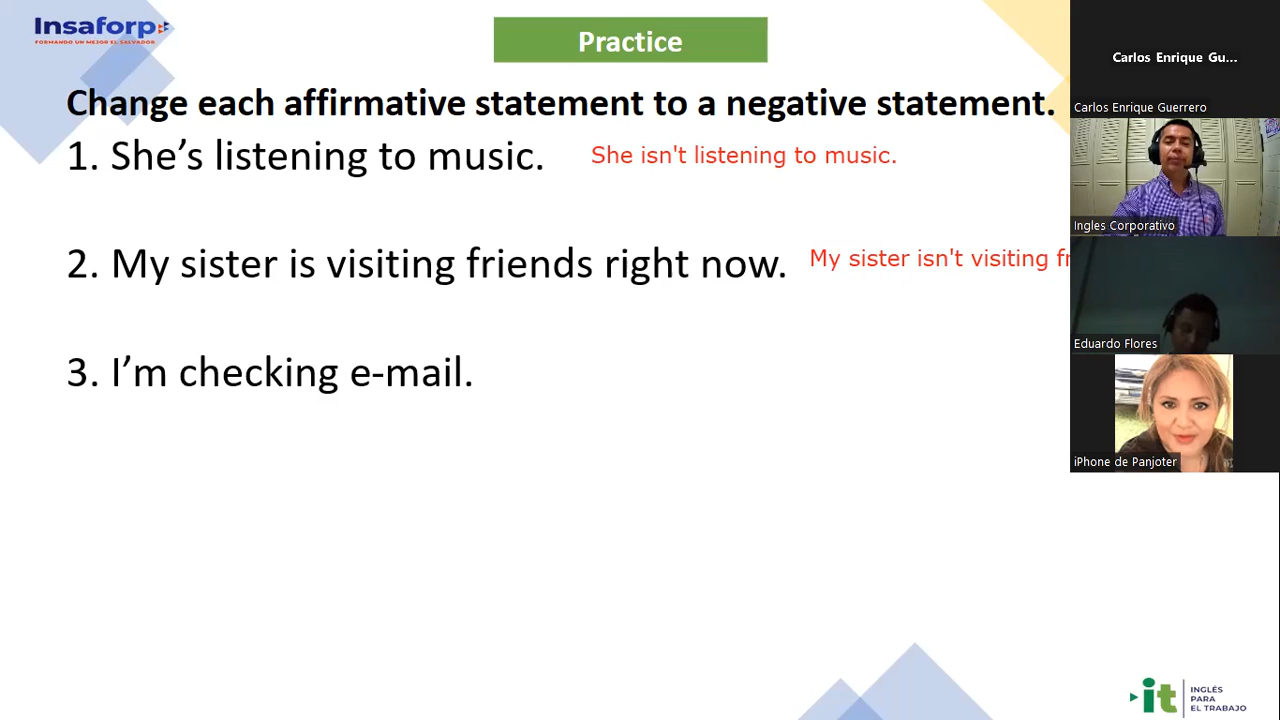 Insaforp
FORMANDO UN MEJOR EL SALVADOR
Practice
Change each affirmative statement to a negative statement.
1. She’s listening to music.
She isn't listening to music.
2. My sister is visiting friends right now.
My sister isn't visiting fr
3. I’m checking e-mail.
Carlos Enrique Gu...
Carlos Enrique Guerrero
Ingles Corporativo
Eduardo Flores
iPhone de Panjoter
it
INGLÉS
PARA
EL TRABAJO